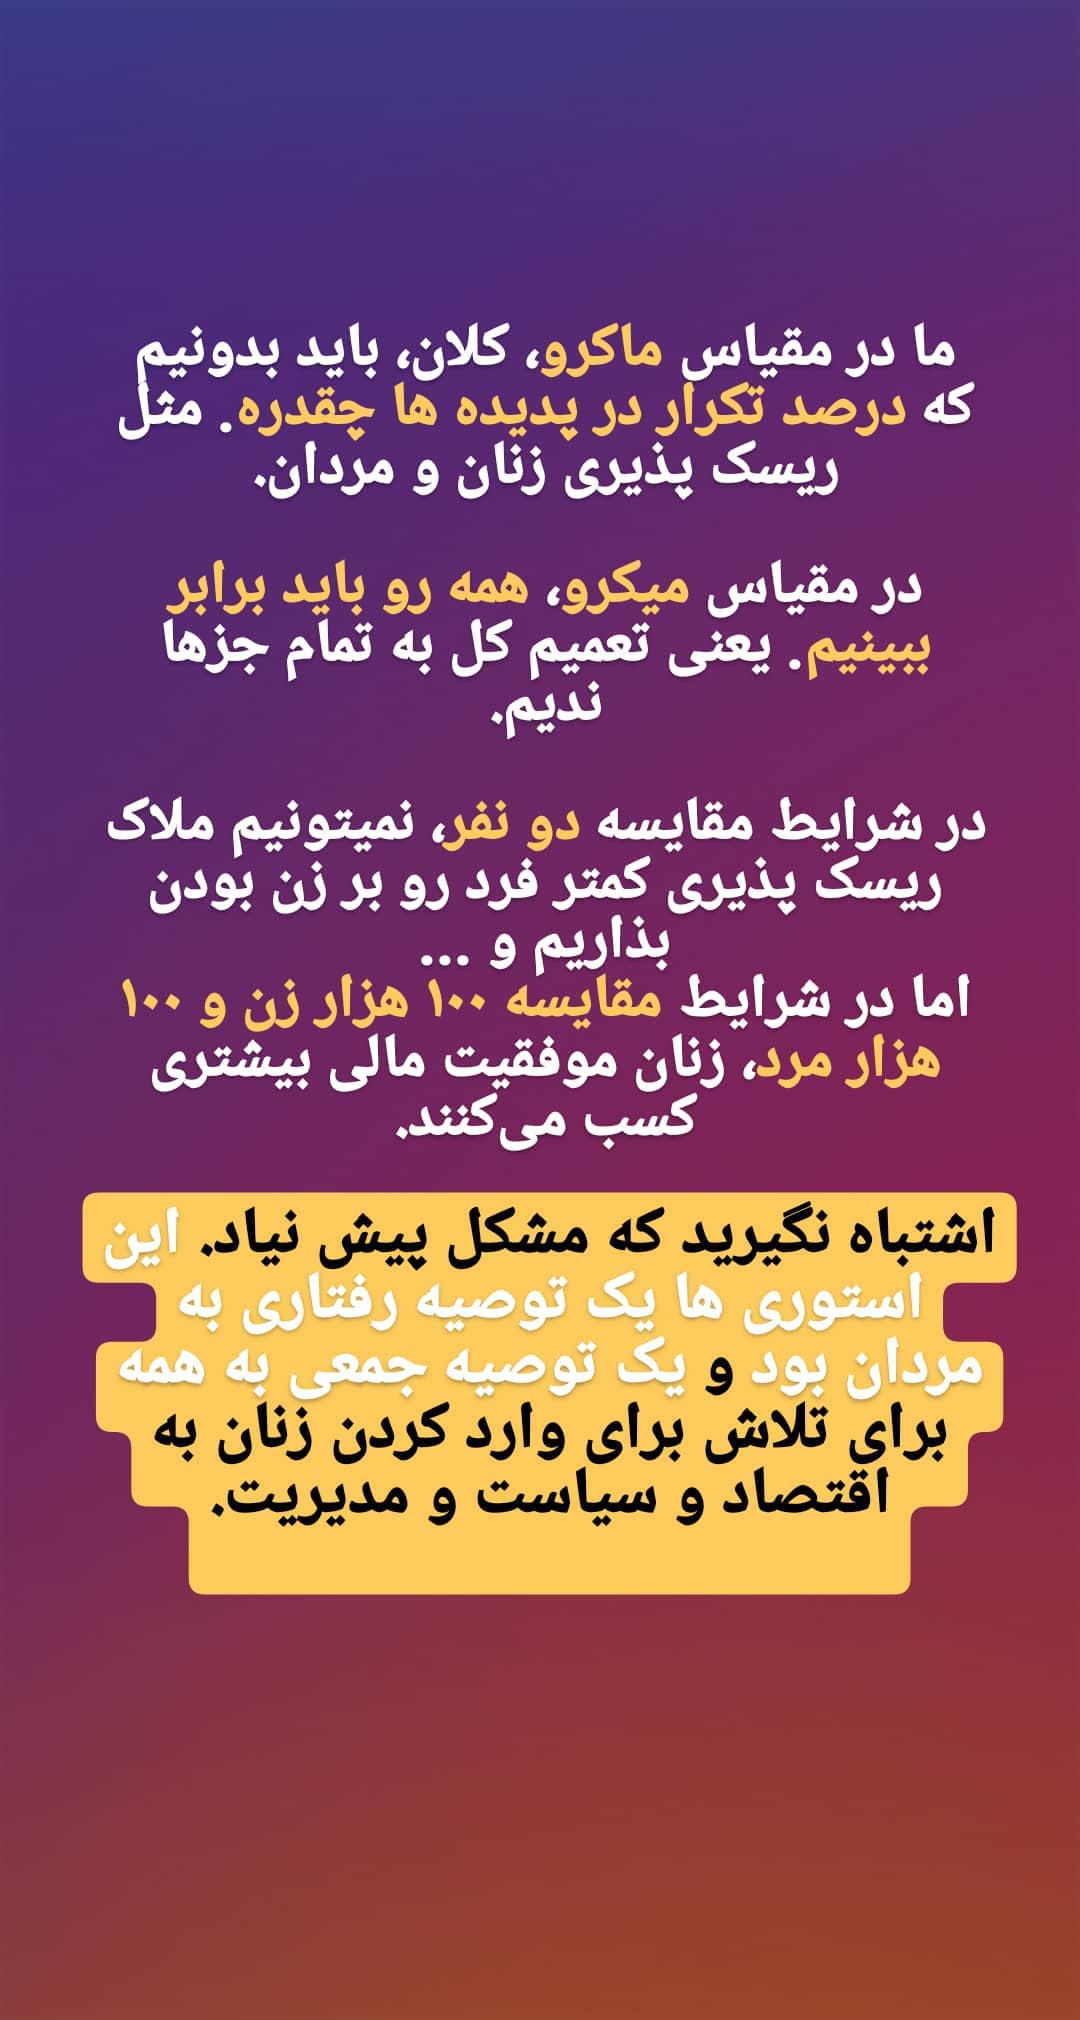 ما در مقیاس ماکرو، کلان، باید بدونیم
که درصد تکرار در پدیده ها چقدره. مثل
ریسک پذیری زنان و مردان.
در مقیاس میکرو، همه رو باید برابر
ببینیم. یعنی تعمیم کل به تمام جزها
ندیم.
در شرایط مقایسه دو نفر، نمیتونیم ملاک
ریسک پذیری کمتر فرد رو بر زن بودن
بذاریم و ...
اما در شرایط مقایسه ۱۰۰ هزار زن و ۱۰۰
هزار مرد، زنان موفقیت مالی بیشتری
کسب می‌کنند.
اشتباه نگیرید که مشکل پیش نیاد. این
استوری ها یک توصیه رفتاری به
مردان بود و یک توصیه جمعی به همه
برای تلاش برای وارد کردن زنان به
اقتصاد و سیاست و مدیریت.